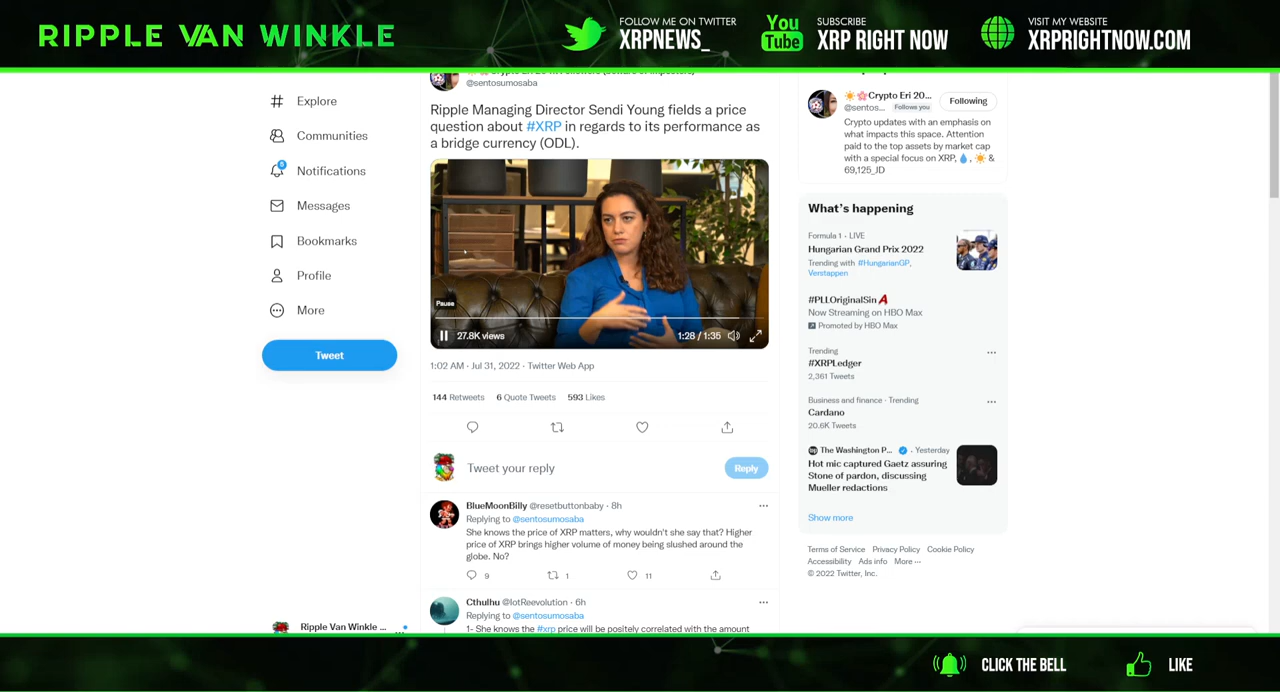 RIPPLE VAN WINKLE
FOLLOW ME ON TWITTER
XRPNEWS_
You
Tube
SUBSCRIBE
XRP RIGHT NOW
VISIT MY WEBSITE
XRPRIGHTNOW.COM
Explore
Communities
5
Notifications
Messages
Bookmarks
Profile
More
Tweet
Ripple Van Winkle ...
@sentosumosaba
Ripple Managing Director Sendi Young fields a price
question about #XRP in regards to its performance as
a bridge currency (ODL).
Pause
27.8K views
1:28 / 1:35
1:02 AM · Jul 31, 2022 · Twitter Web App
144 Retweets 6 Quote Tweets 593 Likes
Tweet your reply
Reply
BlueMoonBilly @resetbuttonbaby · 8h
Replying to @sentosumosaba
She knows the price of XRP matters, why wouldn't she say that? Higher
price of XRP brings higher volume of money being slushed around the
globe. No?
9 1 11
Cthulhu @IotReevolution · 6h
Replying to @sentosumosaba
1- She knows the #xrp price will be positely correlated with the amount
Crypto Eri 20...
@sentos... Follows you
Following
Crypto updates with an emphasis on
what impacts this space. Attention
paid to the top assets by market cap
with a special focus on XRP, 💧, ☀️ &
69,125_JD
What's happening
Formula 1 · LIVE
Hungarian Grand Prix 2022
Trending with #HungarianGP,
Verstappen
#PLLOriginalSin
Now Streaming on HBO Max
Promoted by HBO Max
Trending
#XRPLedger
2,361 Tweets
Business and finance · Trending
Cardano
20.6K Tweets
The Washington P... · Yesterday
Hot mic captured Gaetz assuring
Stone of pardon, discussing
Mueller redactions
Show more
Terms of Service Privacy Policy Cookie Policy
Accessibility Ads info More ...
© 2022 Twitter, Inc.
CLICK THE BELL
LIKE